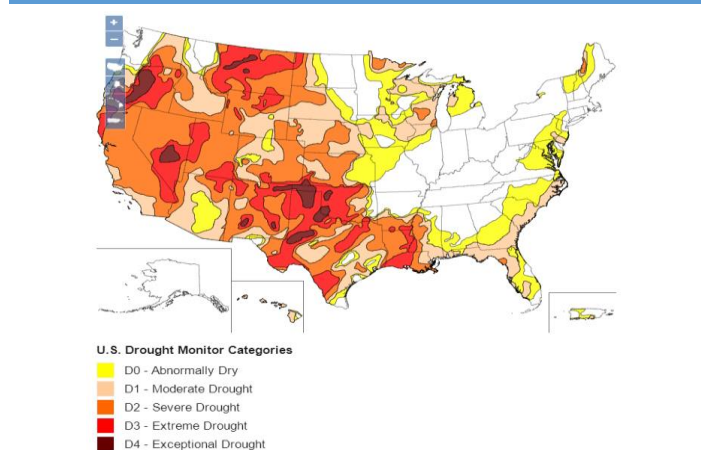 +
−
U.S. Drought Monitor Categories
D0 - Abnormally Dry
D1 - Moderate Drought
D2 - Severe Drought
D3 - Extreme Drought
D4 - Exceptional Drought